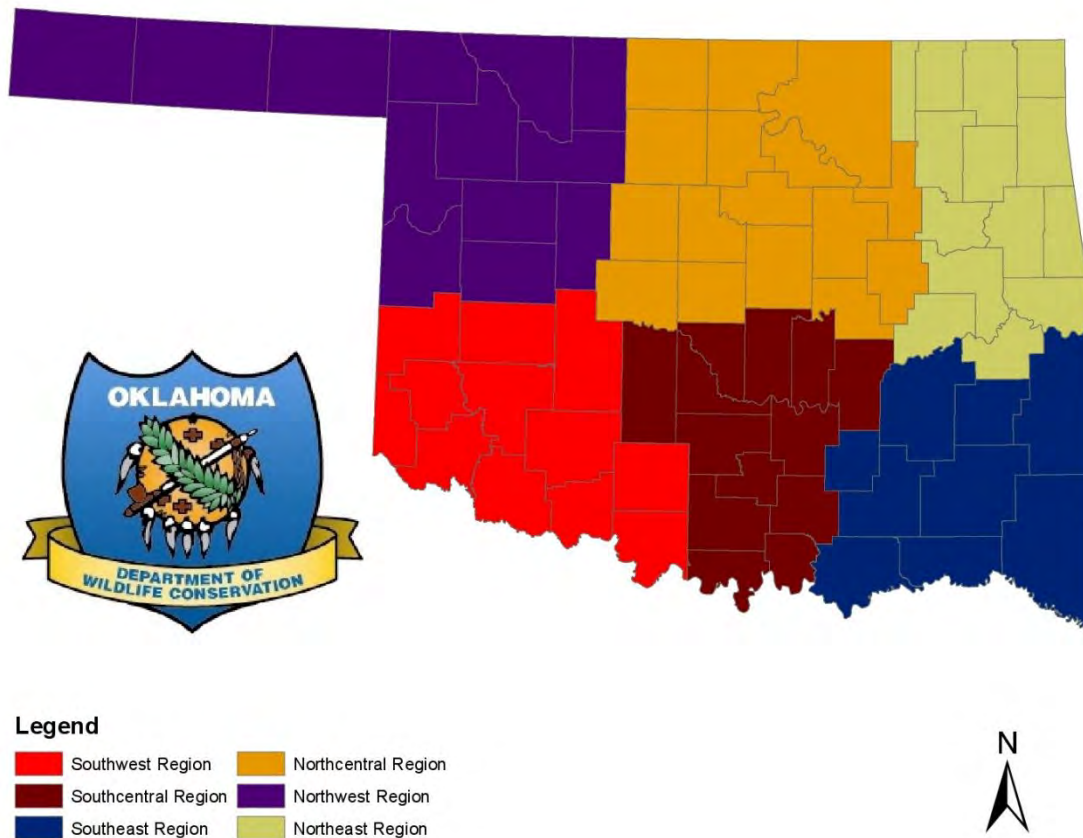 OKLAHOMA
DEPARTMENT OF
WILDLIFE CONSERVATION
Legend
Southwest Region
Southcentral Region
Southeast Region
Northcentral Region
Northwest Region
Northeast Region
N